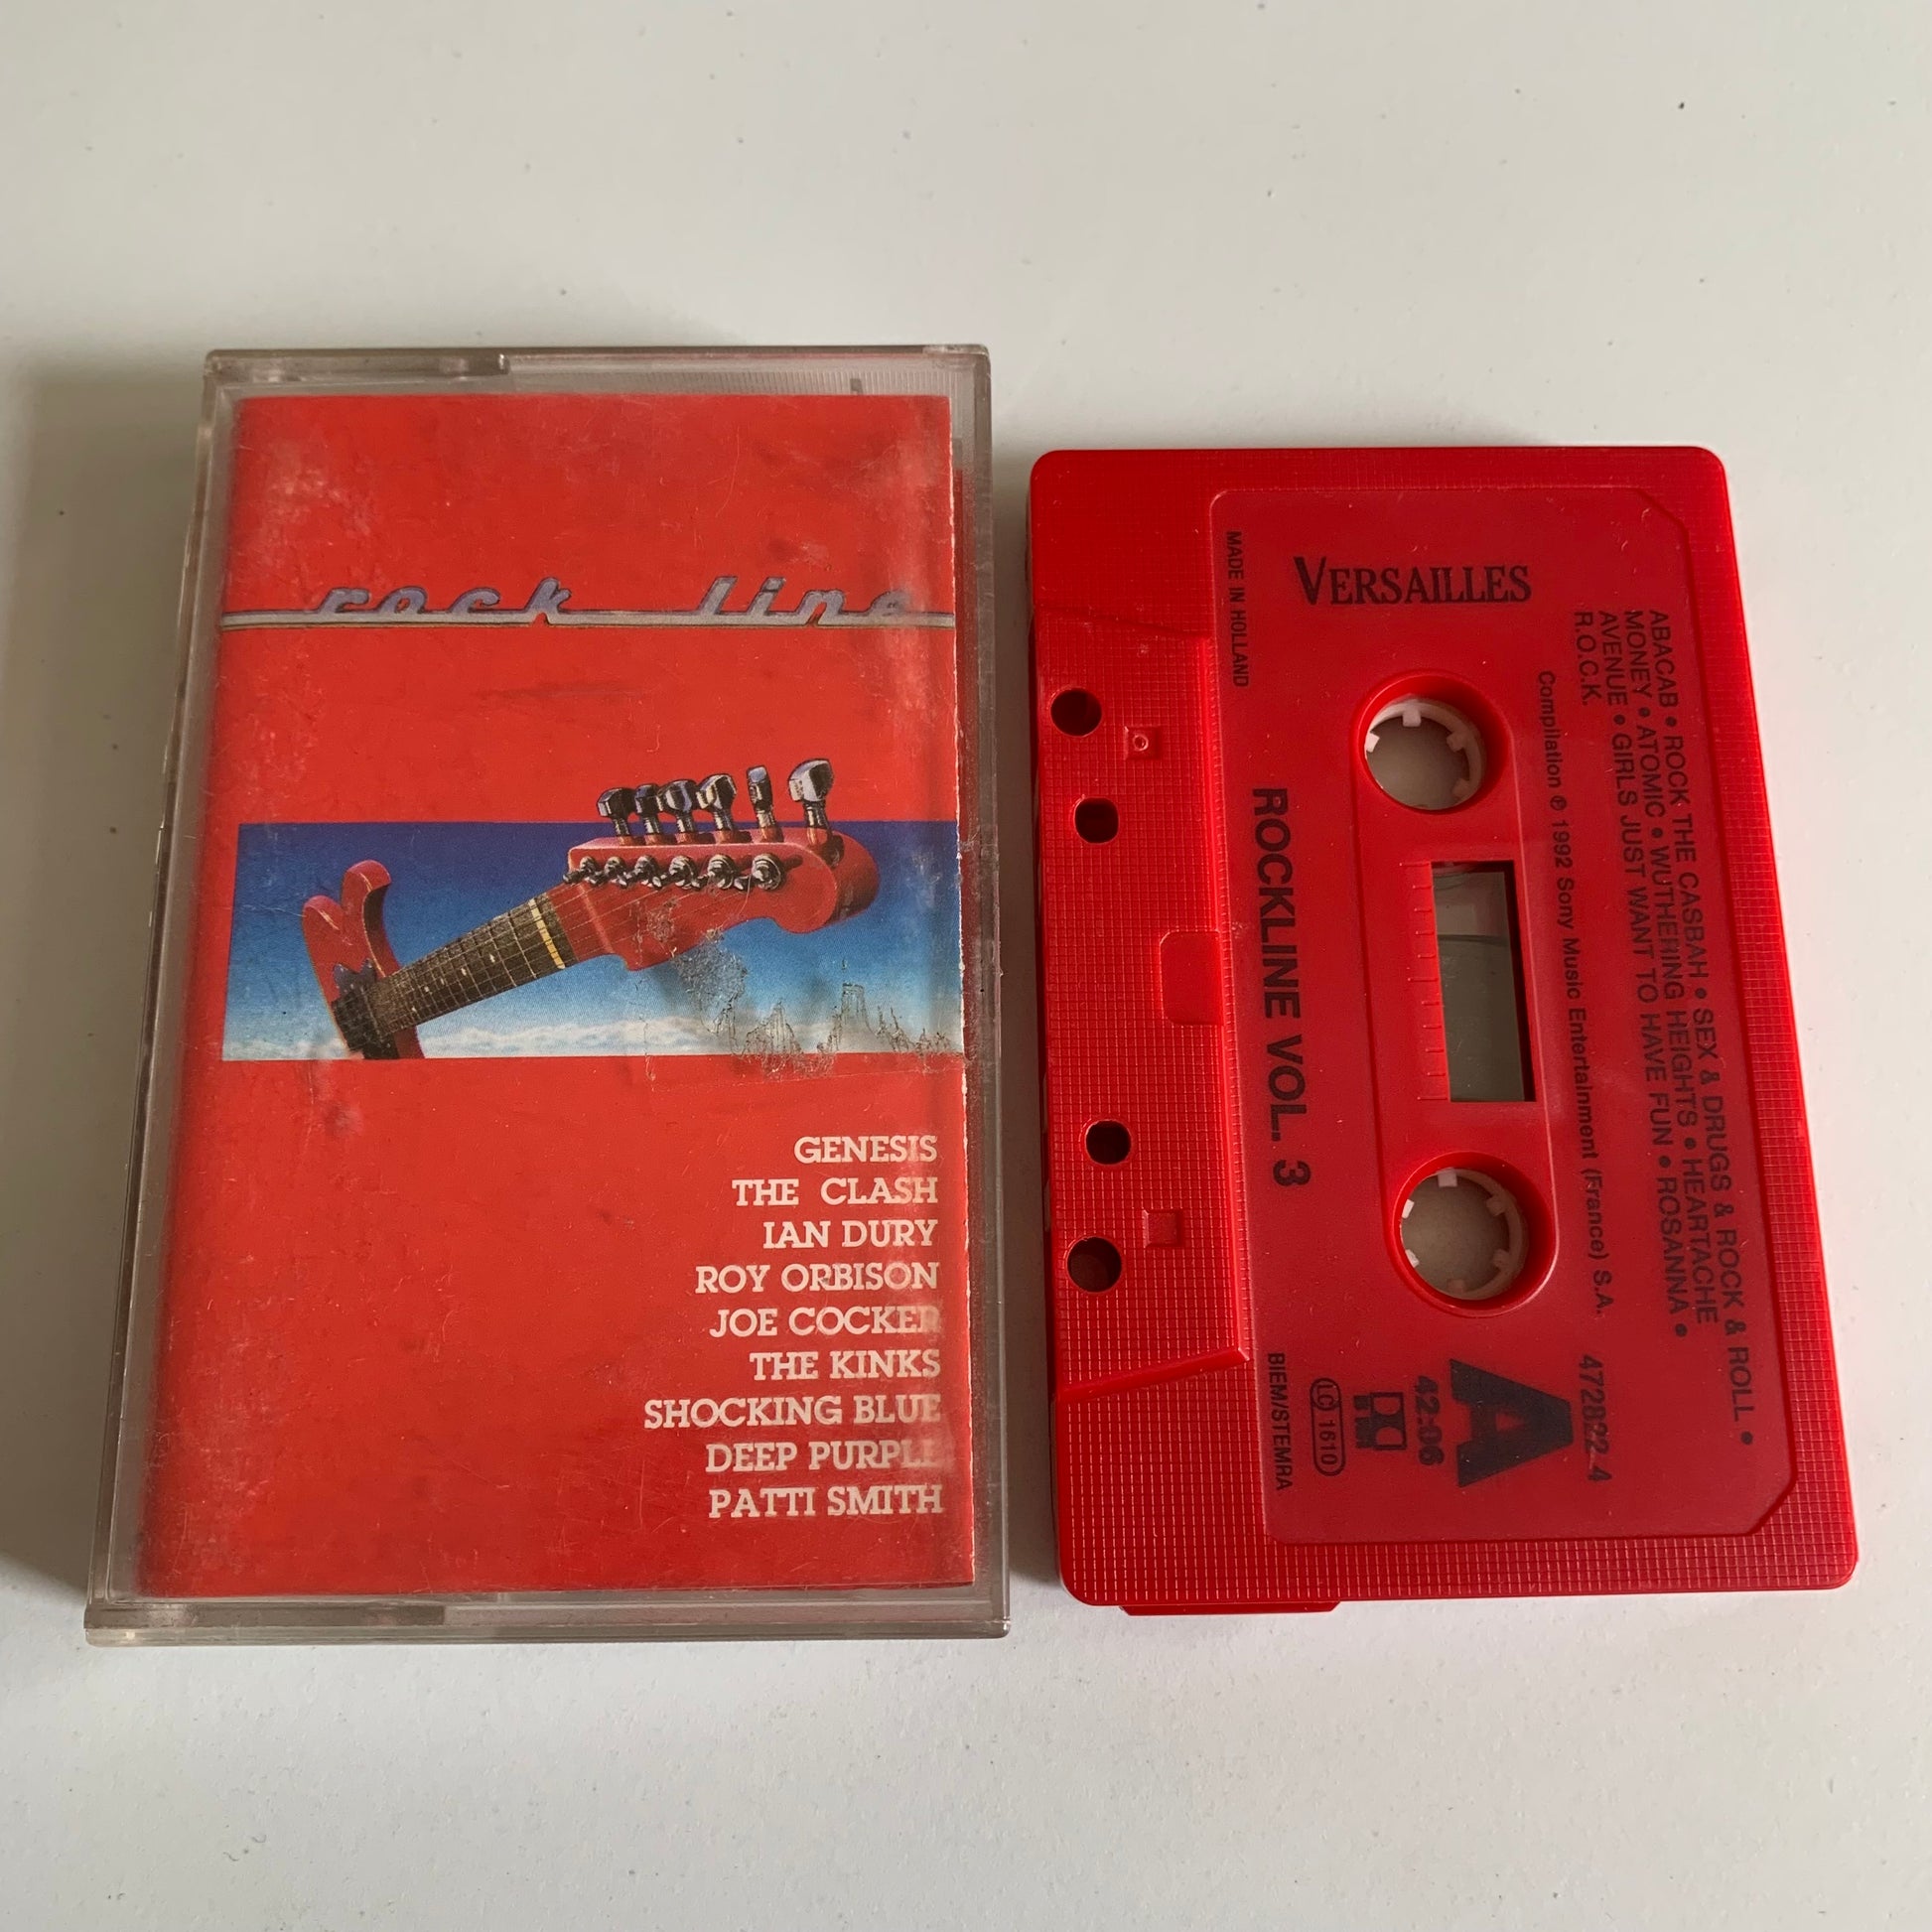 rock line
GENESIS
THE CLASH
IAN DURY
ROY ORBISON
JOE COCKER
THE KINKS
SHOCKING BLUE
DEEP PURPLE
PATTI SMITH
VERSAILLES
MADE IN HOLLAND
ABACAB • ROCK THE CASBAH • SEX & DRUGS & ROCK & ROLL •
MONEY • ATOMIC • WUTHERING HEIGHTS • HEARTACHE
AVENUE • GIRLS JUST WANT TO HAVE FUN • ROSANNA •
R.O.C.K.
Compilation ℗ 1992 Sony Music Entertainment (France) S.A.
ROCKLINE VOL. 3
472822-4
A
42:06
LC 1610
BIEM/STEMRA